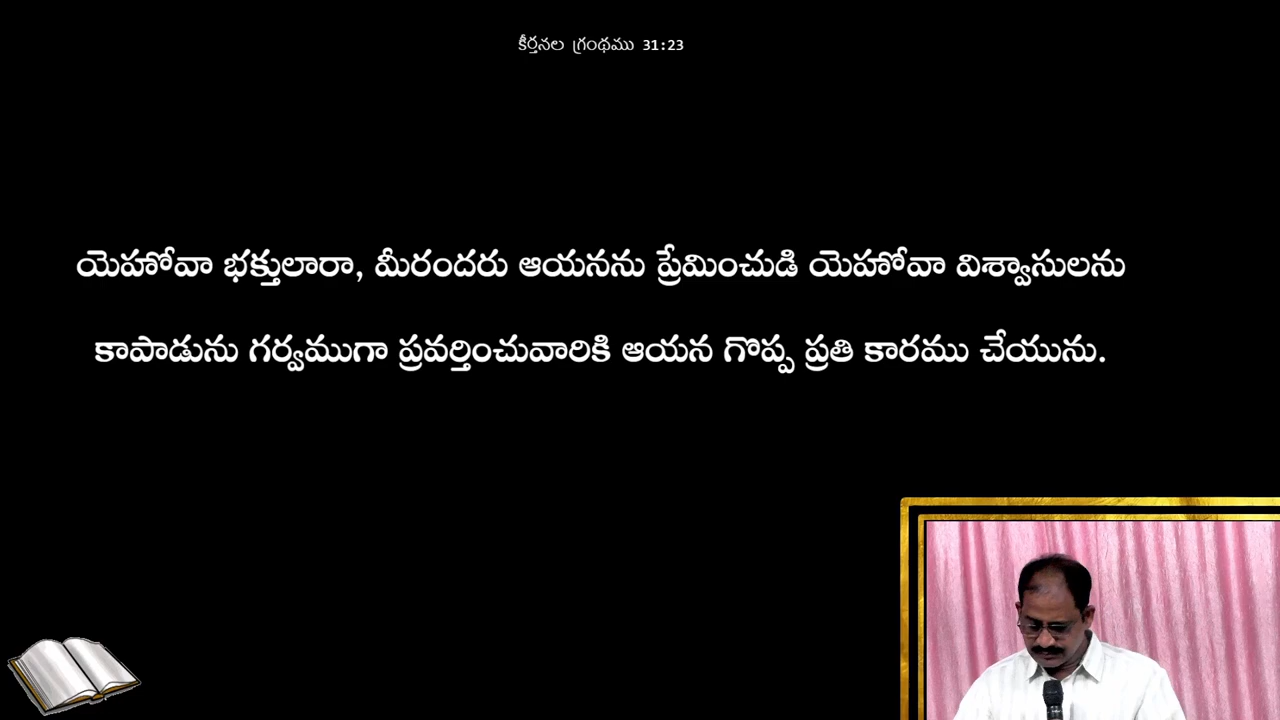 కీర్తనల గ్రంథము 31:23
యెహోవా భక్తులారా, మీరందరు ఆయనను ప్రేమించుడి యెహోవా విశ్వాసులను
కాపాడును గర్వముగా ప్రవర్తించువారికి ఆయన గొప్ప ప్రతి కారము చేయును.